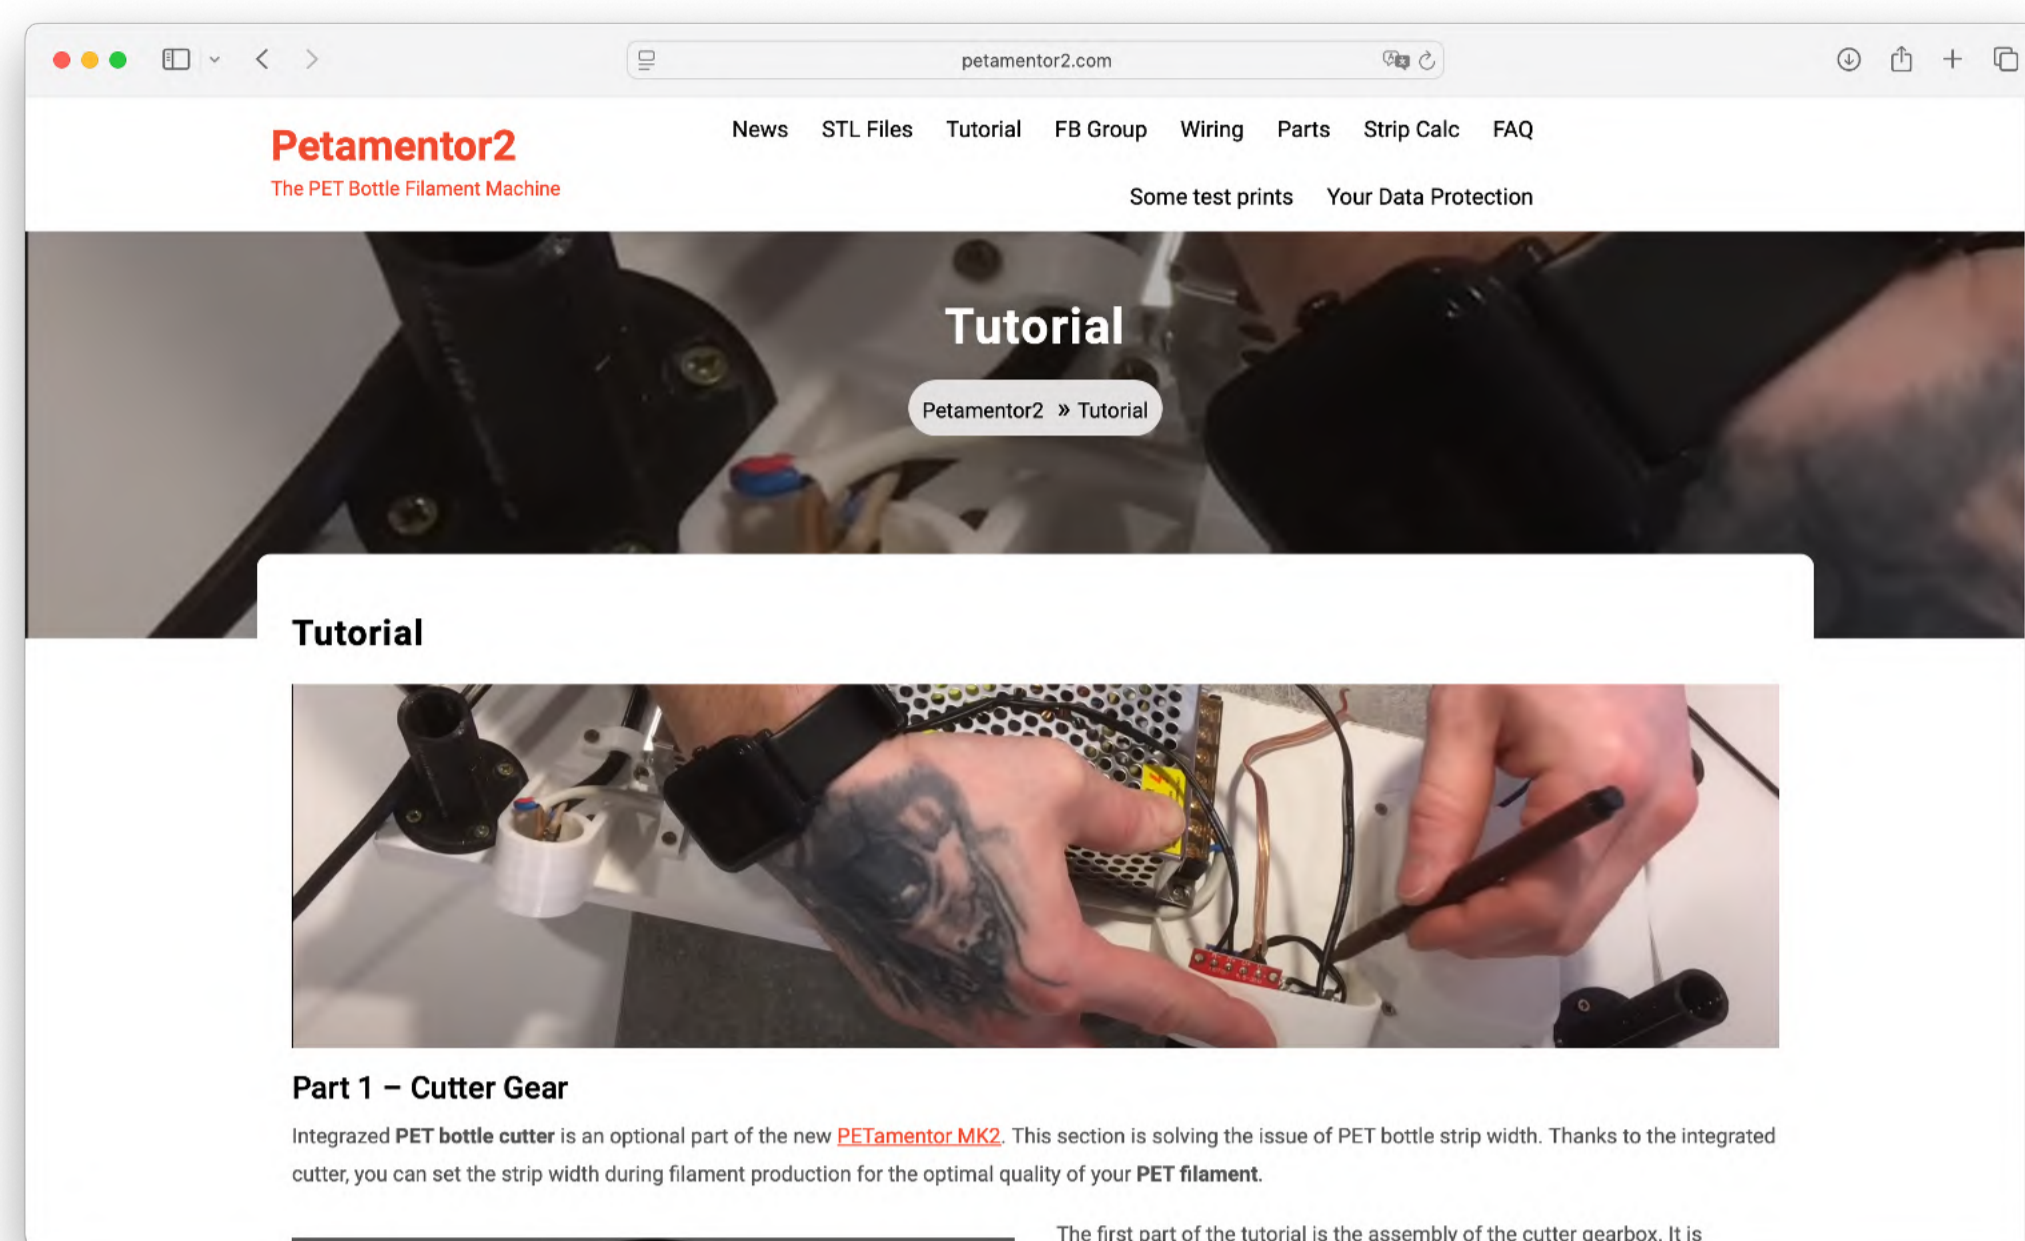 petamentor2.com
Petamentor2
The PET Bottle Filament Machine
News STL Files Tutorial FB Group Wiring Parts Strip Calc FAQ
Some test prints Your Data Protection
Tutorial
Petamentor2 » Tutorial
Tutorial
Part 1 – Cutter Gear
Integrazed PET bottle cutter is an optional part of the new PETamentor MK2. This section is solving the issue of PET bottle strip width. Thanks to the integrated
cutter, you can set the strip width during filament production for the optimal quality of your PET filament.
The first part of the tutorial is the assembly of the cutter gearbox. It is